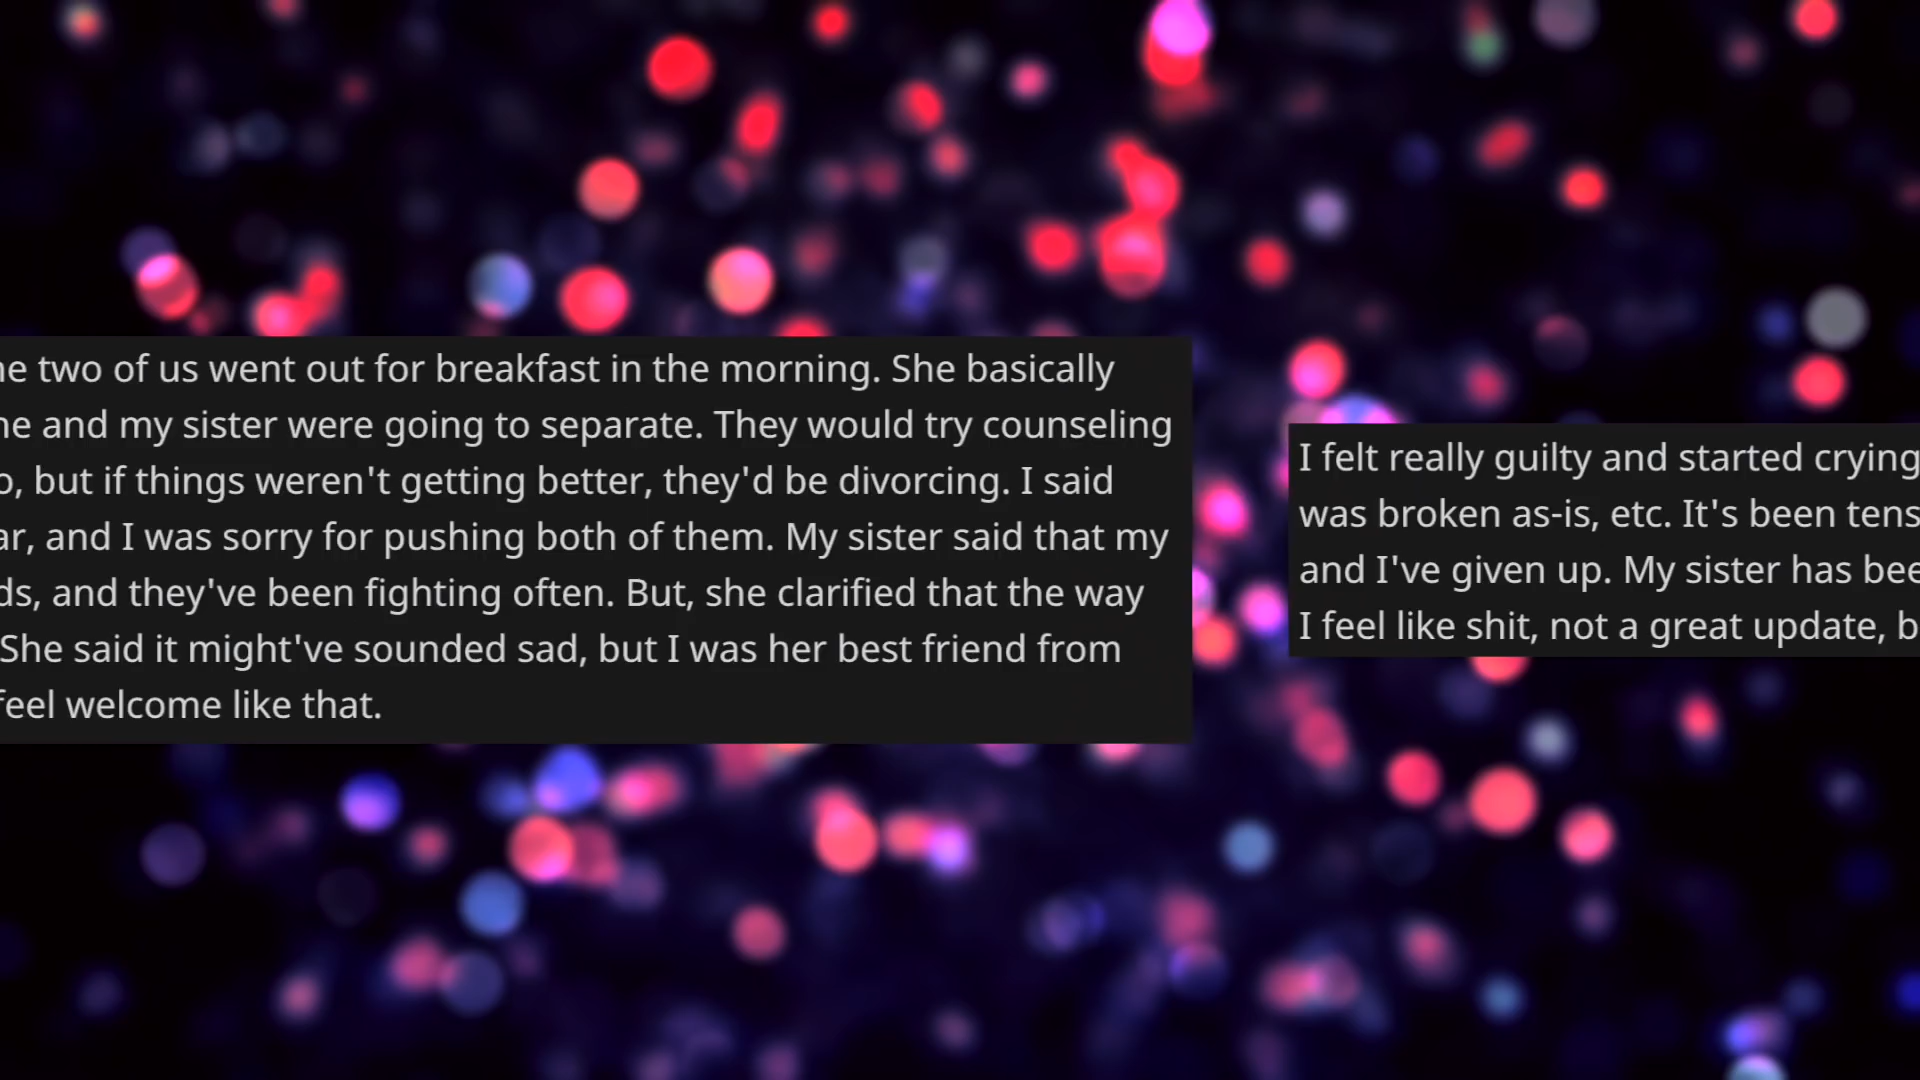 he two of us went out for breakfast in the morning. She basically
ne and my sister were going to separate. They would try counseling
o, but if things weren't getting better, they'd be divorcing. I said
ar, and I was sorry for pushing both of them. My sister said that my
ds, and they've been fighting often. But, she clarified that the way
She said it might've sounded sad, but I was her best friend from
feel welcome like that.
I felt really guilty and started crying
was broken as-is, etc. It's been tens
and I've given up. My sister has bee
I feel like shit, not a great update, b